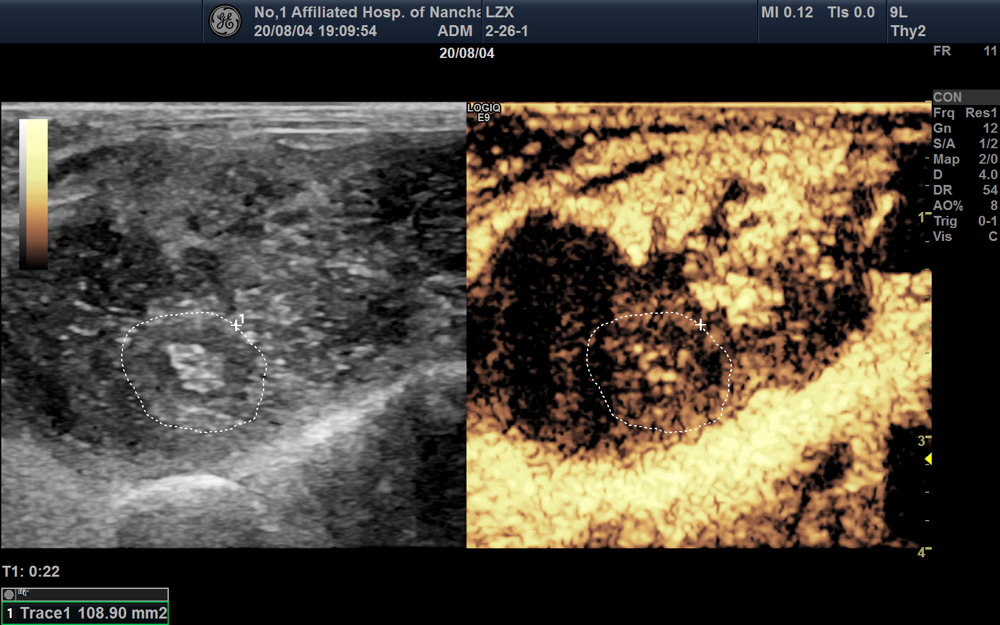 No,1 Affiliated Hosp. of Nancha
LZX
MI 0.12 TIs 0.0
9L
20/08/04 19:09:54 ADM
2-26-1
Thy2
20/08/04
FR 11
CON
Frq Res1
Gn 12
S/A 1/2
Map 2/0
D 4.0
DR 54
AO% 8
Trig 0-1
Vis C
LOGIQ
E9
GE
1
1
2
3
4
T1: 0:22
1 Trace1 108.90 mm2